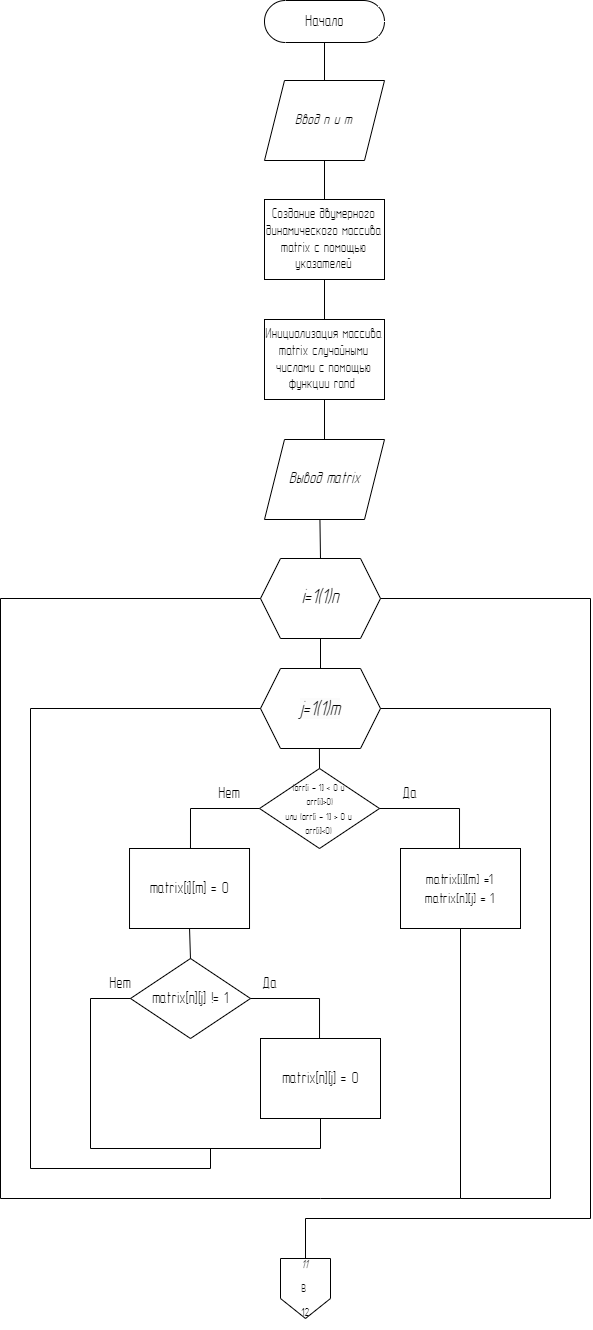 Начало
Ввод n и m
Создание двумерного
динамического массива
matrix с помощью
указателей
Инициализация массива
matrix случайными
числами с помощью
функции rand
Вывод matrix
i=1(1)n
j=1(1)m
Нет
Да
(arr[i - 1] < 0 и
arr[i]>0)
или (arr[i - 1] > 0 и
arr[i]<0)
matrix[i][m] = 0
matrix[i][m] =1
matrix[n][j] = 1
Нет
Да
matrix[n][j] != 1
matrix[n][j] = 0
11
В
12